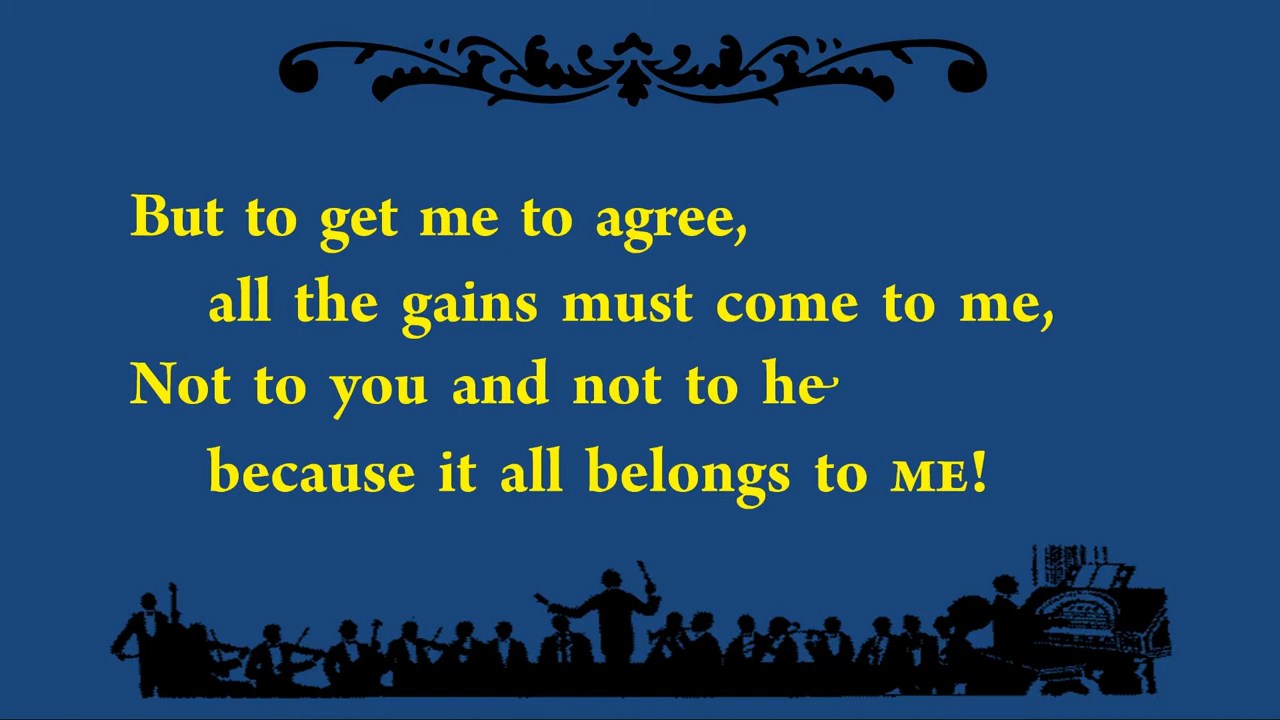 But to get me to agree,
all the gains must come to me,
Not to you and not to he
because it all belongs to ME!